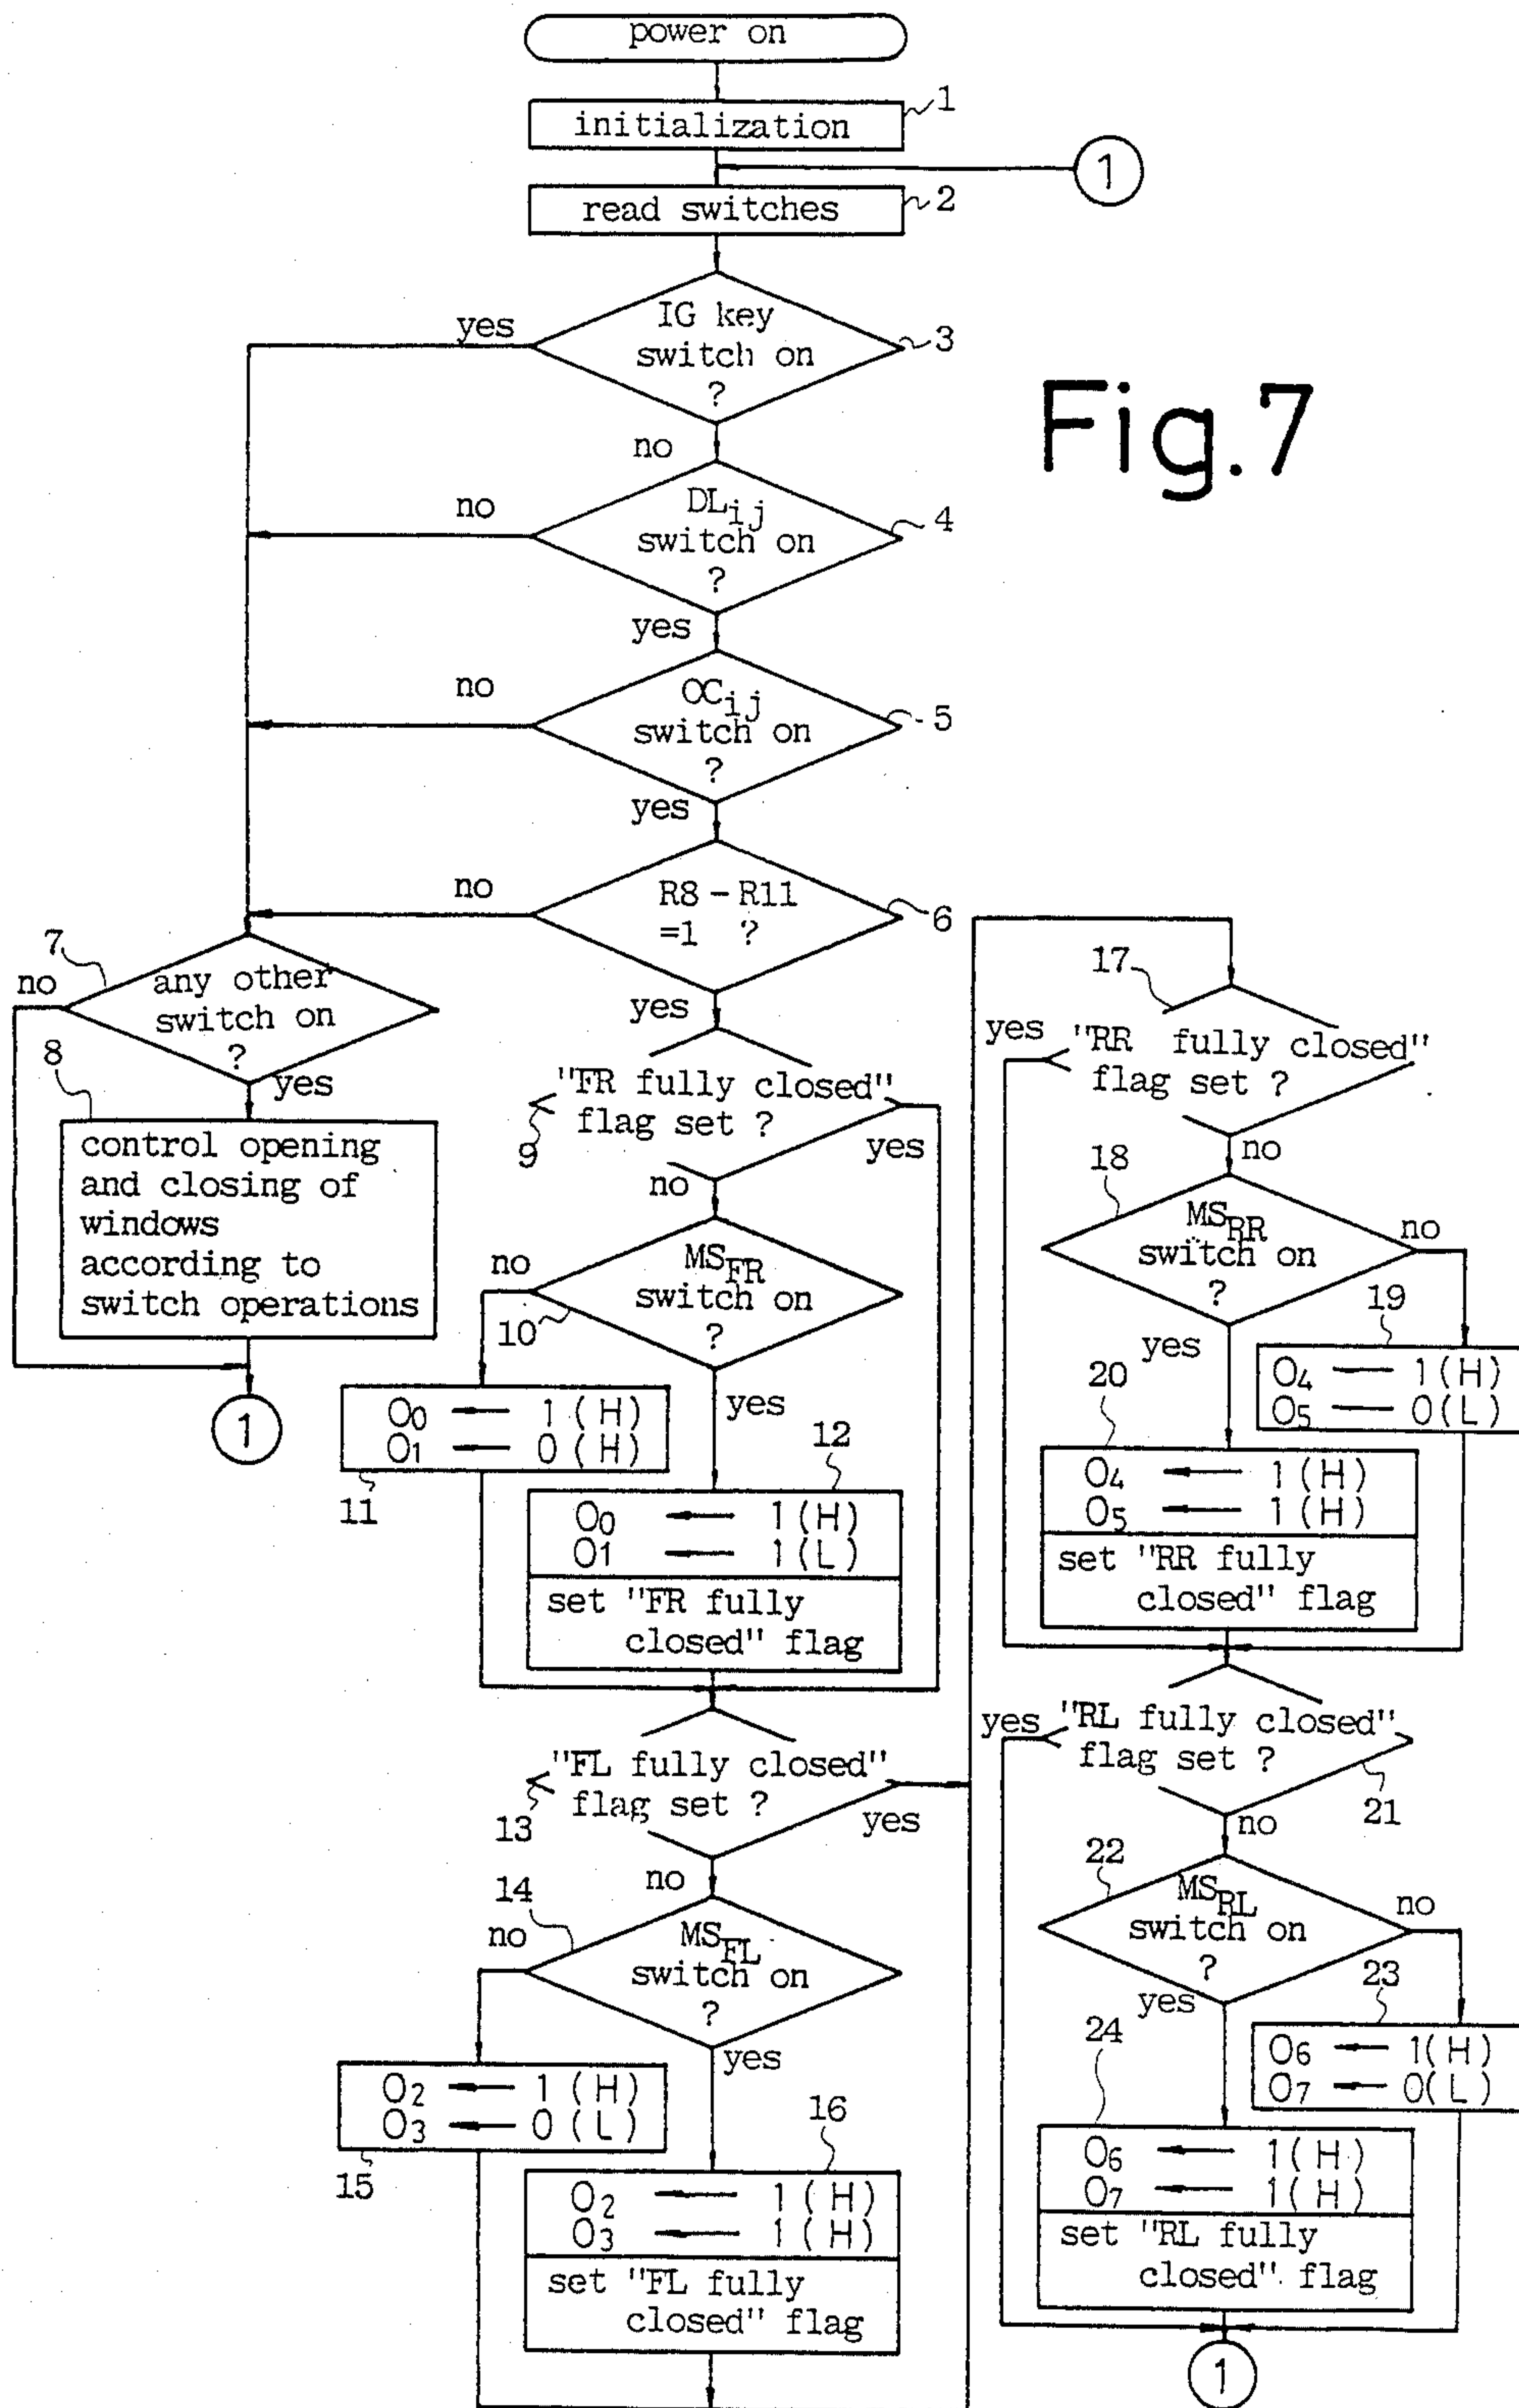 power on
initialization
1
1
read switches
2
IG key
switch on
?
3
yes
no
Fig.7
DLij
switch on
?
4
no
yes
OCij
switch on
?
5
no
yes
R8 - R11
=1 ?
6
no
yes
7
any other
switch on
?
no
yes
8
control opening
and closing of
windows
according to
switch operations
1
"FR fully closed"
flag set ?
9
yes
no
MSFR
switch on
?
10
no
yes
O0 ← 1 (H)
O1 ← 0 (H)
11
12
O0 ← 1 (H)
O1 ← 1 (L)
set "FR fully
closed" flag
"FL fully closed"
flag set ?
13
yes
no
14
MSFL
switch on
?
no
yes
O2 ← 1 (H)
O3 ← 0 (L)
15
16
O2 ← 1 (H)
O3 ← 1 (H)
set "FL fully
closed" flag
17
yes
"RR fully closed"
flag set ?
no
18
MSRR
switch on
?
no
yes
19
O4 — 1 (H)
O5 — 0 (L)
20
O4 ← 1 (H)
O5 ← 1 (H)
set "RR fully
closed" flag
yes
"RL fully closed"
flag set ?
21
no
22
MSRL
switch on
?
no
yes
23
O6 ← 1 (H)
O7 ← 0 (L)
24
O6 ← 1 (H)
O7 ← 1 (H)
set "RL fully
closed" flag
1